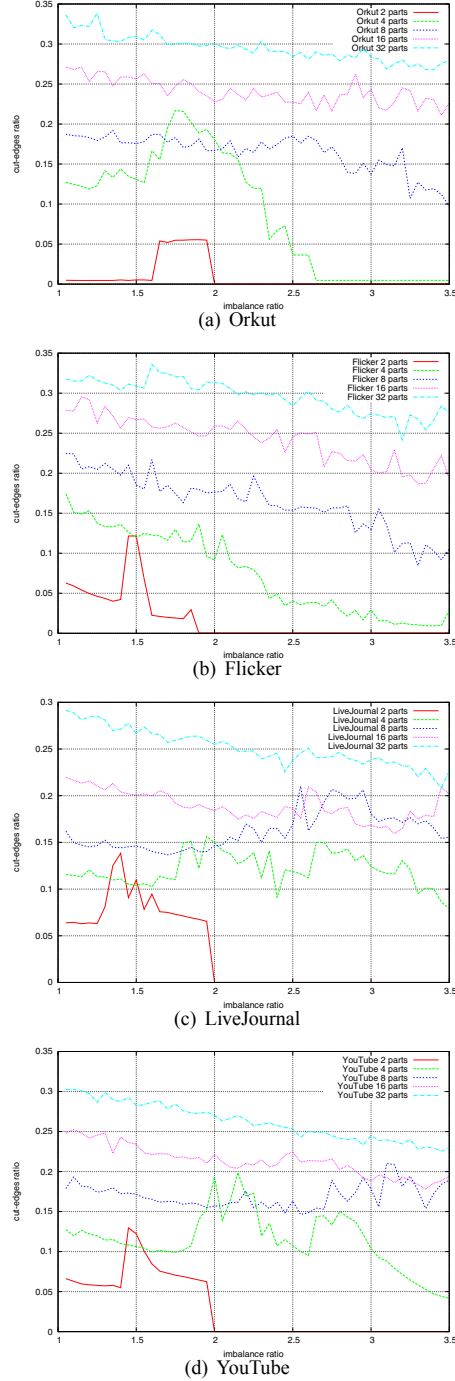 0.35
0.3
0.25
0.2
0.15
0.1
0.05
0
cut-edges ratio
Orkut 2 parts
Orkut 4 parts
Orkut 8 parts
Orkut 16 parts
Orkut 32 parts
1 1.5 2 2.5 3 3.5
imbalance ratio
(a) Orkut
0.35
0.3
0.25
0.2
0.15
0.1
0.05
0
cut-edges ratio
Flicker 2 parts
Flicker 4 parts
Flicker 8 parts
Flicker 16 parts
Flicker 32 parts
1 1.5 2 2.5 3 3.5
imbalance ratio
(b) Flicker
0.3
0.25
0.2
0.15
0.1
0.05
0
cut-edges ratio
LiveJournal 2 parts
LiveJournal 4 parts
LiveJournal 8 parts
LiveJournal 16 parts
LiveJournal 32 parts
1 1.5 2 2.5 3 3.5
imbalance ratio
(c) LiveJournal
0.35
0.3
0.25
0.2
0.15
0.1
0.05
0
cut-edges ratio
YouTube 2 parts
YouTube 4 parts
YouTube 8 parts
YouTube 16 parts
YouTube 32 parts
1 1.5 2 2.5 3 3.5
imbalance ratio
(d) YouTube